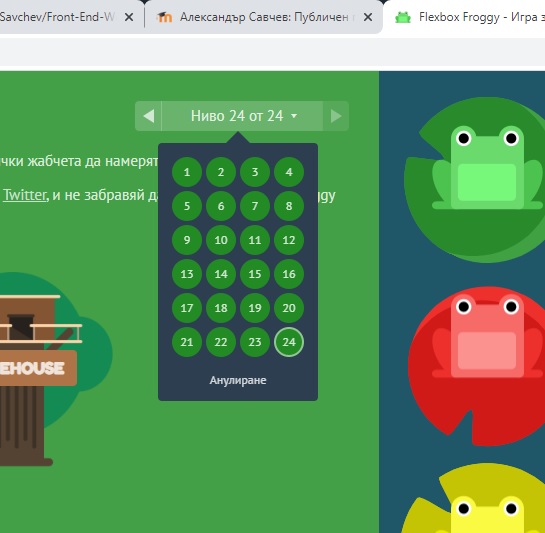 Savchev/Front-End-W
Александър Савчев: Публичен
Flexbox Froggy - Игра з
Ниво 24 от 24
чки жабчета да намерят
Twitter, и не забравяй д
ggy
1 2 3 4
5 6 7 8
9 10 11 12
13 14 15 16
17 18 19 20
21 22 23 24
EHOUSE
Анулиране